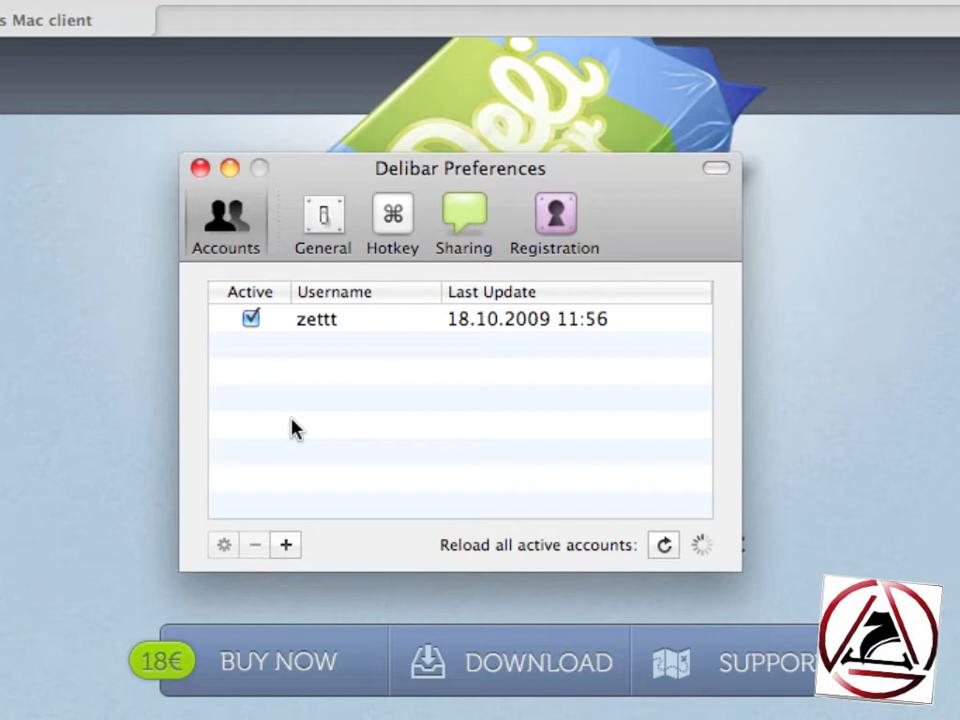 s Mac client
Deli
Delibar Preferences
Accounts
General
Hotkey
Sharing
Registration
Active Username Last Update
zettt 18.10.2009 11:56
Reload all active accounts:
18€ BUY NOW DOWNLOAD SUPPOR